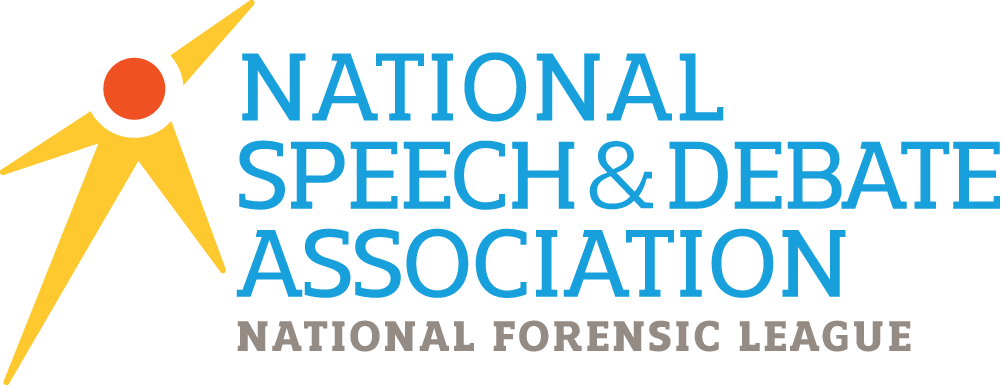 NATIONAL
SPEECH & DEBATE
ASSOCIATION
NATIONAL FORENSIC LEAGUE